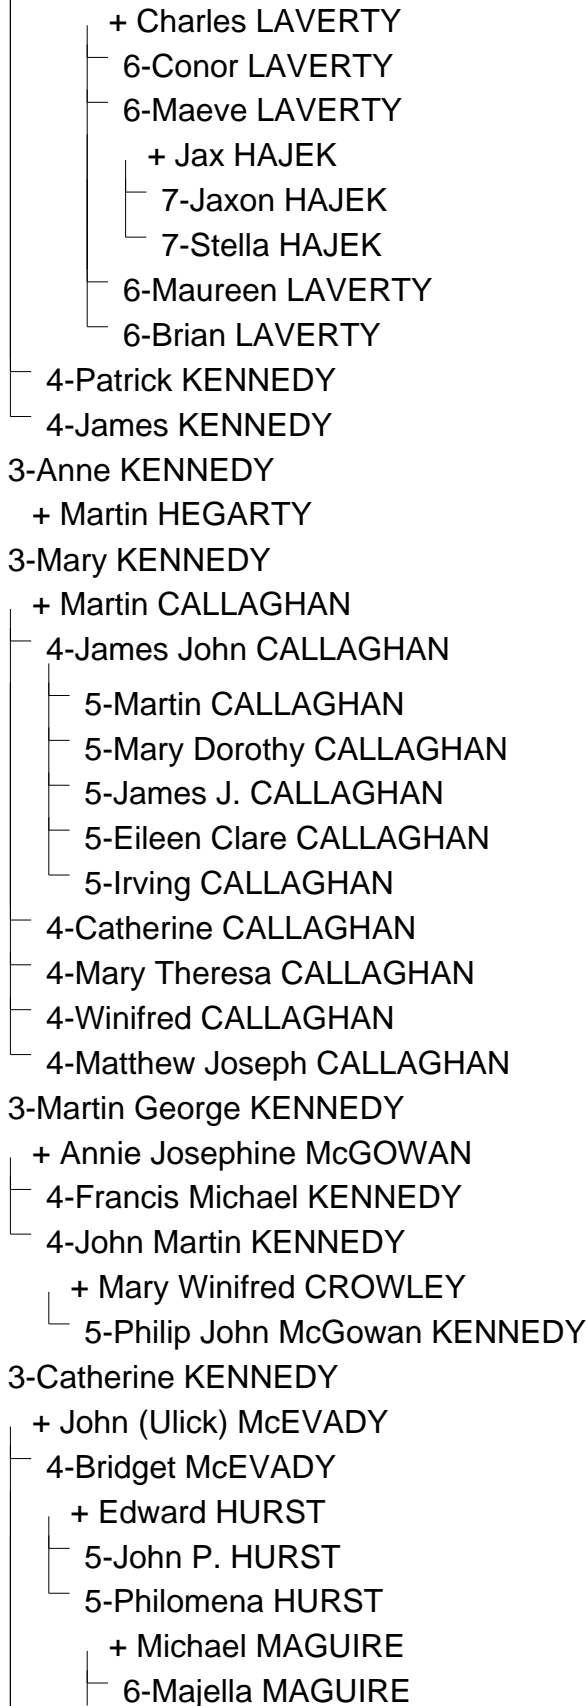 + Charles LAVERTY
6-Conor LAVERTY
6-Maeve LAVERTY
+ Jax HAJEK
7-Jaxon HAJEK
7-Stella HAJEK
6-Maureen LAVERTY
6-Brian LAVERTY
4-Patrick KENNEDY
4-James KENNEDY
3-Anne KENNEDY
+ Martin HEGARTY
3-Mary KENNEDY
+ Martin CALLAGHAN
4-James John CALLAGHAN
5-Martin CALLAGHAN
5-Mary Dorothy CALLAGHAN
5-James J. CALLAGHAN
5-Eileen Clare CALLAGHAN
5-Irving CALLAGHAN
4-Catherine CALLAGHAN
4-Mary Theresa CALLAGHAN
4-Winifred CALLAGHAN
4-Matthew Joseph CALLAGHAN
3-Martin George KENNEDY
+ Annie Josephine McGOWAN
4-Francis Michael KENNEDY
4-John Martin KENNEDY
+ Mary Winifred CROWLEY
5-Philip John McGowan KENNEDY
3-Catherine KENNEDY
+ John (Ulick) McEVADY
4-Bridget McEVADY
+ Edward HURST
5-John P. HURST
5-Philomena HURST
+ Michael MAGUIRE
6-Majella MAGUIRE